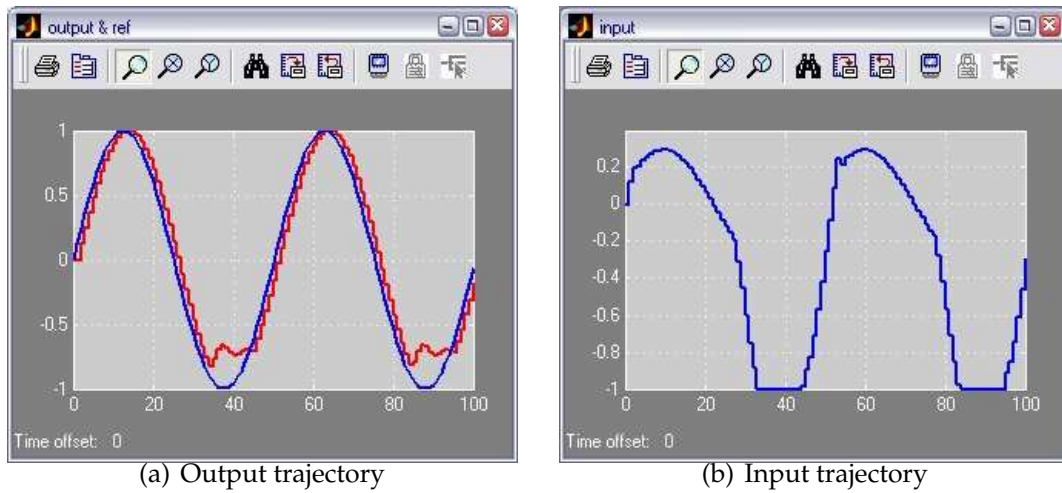 output & ref
1
0.5
0
-0.5
-1
0 20 40 60 80 100
Time offset: 0
(a) Output trajectory
input
0.2
0
-0.2
-0.4
-0.6
-0.8
-1
0 20 40 60 80 100
Time offset: 0
(b) Input trajectory